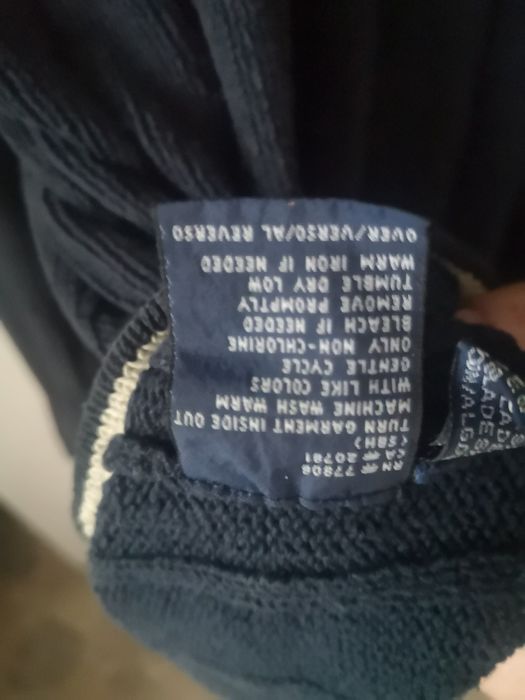 RN# 77806
CA# 20781
(SBH)
TURN GARMENT INSIDE OUT
MACHINE WASH WARM
WITH LIKE COLORS
GENTLE CYCLE
ONLY NON-CHLORINE
BLEACH IF NEEDED
REMOVE PROMPTLY
TUMBLE DRY LOW
WARM IRON IF NEEDED
OVER/VERSO/AL REVERSO